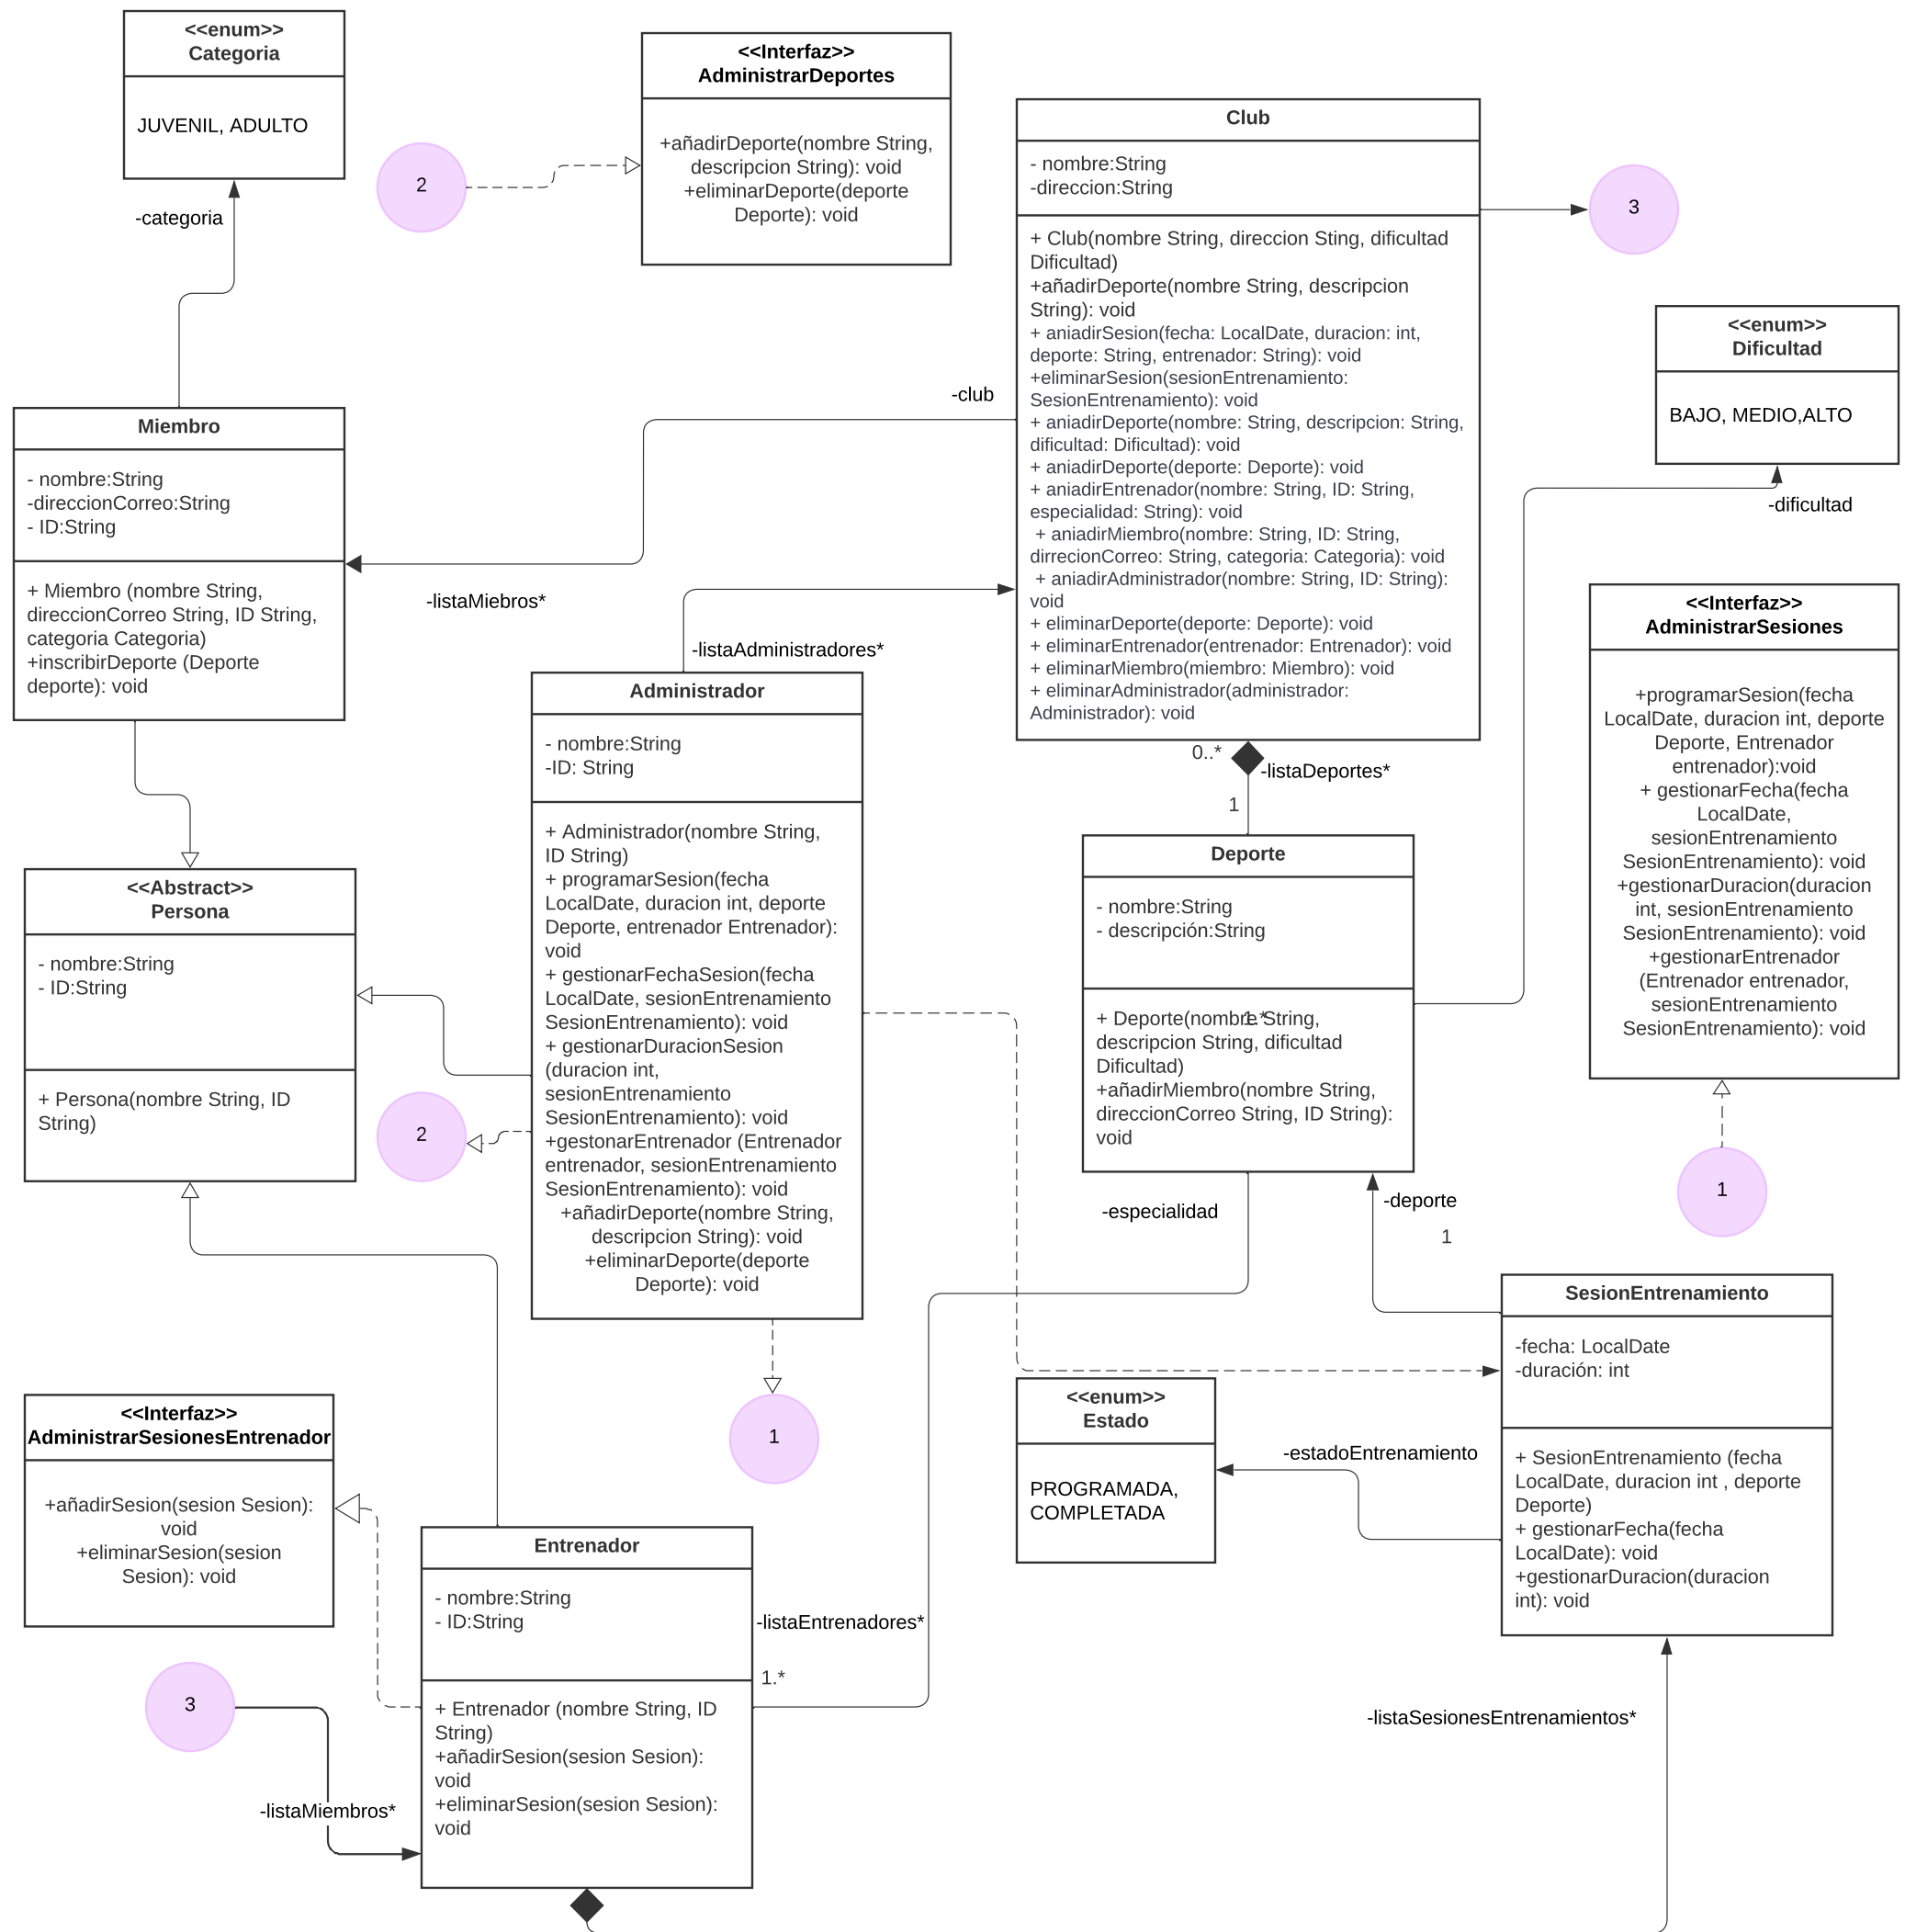 <<enum>>
Categoria
JUVENIL, ADULTO
-categoria
2
<<Interfaz>>
AdministrarDeportes
+añadirDeporte(nombre String,
descripcion String): void
+eliminarDeporte(deporte
Deporte): void
Club
- nombre:String
-direccion:String
+ Club(nombre String, direccion Sting, dificultad
Dificultad)
+añadirDeporte(nombre String, descripcion
String): void
+ aniadirSesion(fecha: LocalDate, duracion: int,
deporte: String, entrenador: String): void
+eliminarSesion(sesionEntrenamiento:
SesionEntrenamiento): void
+ aniadirDeporte(nombre: String, descripcion: String,
dificultad: Dificultad): void
+ aniadirDeporte(deporte: Deporte): void
+ aniadirEntrenador(nombre: String, ID: String,
especialidad: String): void
+ aniadirMiembro(nombre: String, ID: String,
dirrecionCorreo: String, categoria: Categoria): void
+ aniadirAdministrador(nombre: String, ID: String):
void
+ eliminarDeporte(deporte: Deporte): void
+ eliminarEntrenador(entrenador: Entrenador): void
+ eliminarMiembro(miembro: Miembro): void
+ eliminarAdministrador(administrador:
Administrador): void
3
<<enum>>
Dificultad
BAJO, MEDIO,ALTO
-dificultad
-club
Miembro
- nombre:String
-direccionCorreo:String
- ID:String
+ Miembro (nombre String,
direccionCorreo String, ID String,
categoria Categoria)
+inscribirDeporte (Deporte
deporte): void
-listaMiebros*
-listaAdministradores*
Administrador
- nombre:String
-ID: String
+ Administrador(nombre String,
ID String)
+ programarSesion(fecha
LocalDate, duracion int, deporte
Deporte, entrenador Entrenador):
void
+ gestionarFechaSesion(fecha
LocalDate, sesionEntrenamiento
SesionEntrenamiento): void
+ gestionarDuracionSesion
(duracion int,
sesionEntrenamiento
SesionEntrenamiento): void
+gestonarEntrenador (Entrenador
entrenador, sesionEntrenamiento
SesionEntrenamiento): void
+añadirDeporte(nombre String,
descripcion String): void
+eliminarDeporte(deporte
Deporte): void
<<Interfaz>>
AdministrarSesiones
+programarSesion(fecha
LocalDate, duracion int, deporte
Deporte, Entrenador
entrenador):void
+ gestionarFecha(fecha
LocalDate,
sesionEntrenamiento
SesionEntrenamiento): void
+gestionarDuracion(duracion
int, sesionEntrenamiento
SesionEntrenamiento): void
+gestionarEntrenador
(Entrenador entrenador,
sesionEntrenamiento
SesionEntrenamiento): void
1
0..*
-listaDeportes*
1
Deporte
- nombre:String
- descripción:String
+ Deporte(nombre String,
descripcion String, dificultad
Dificultad)
+añadirMiembro(nombre String,
direccionCorreo String, ID String):
void
1.*
<<Abstract>>
Persona
- nombre:String
- ID:String
+ Persona(nombre String, ID
String)
2
1
-especialidad
-deporte
1
SesionEntrenamiento
-fecha: LocalDate
-duración: int
+ SesionEntrenamiento (fecha
LocalDate, duracion int , deporte
Deporte)
+ gestionarFecha(fecha
LocalDate): void
+gestionarDuracion(duracion
int): void
<<enum>>
Estado
PROGRAMADA,
COMPLETADA
-estadoEntrenamiento
<<Interfaz>>
AdministrarSesionesEntrenador
+añadirSesion(sesion Sesion):
void
+eliminarSesion(sesion
Sesion): void
Entrenador
- nombre:String
- ID:String
+ Entrenador (nombre String, ID
String)
+añadirSesion(sesion Sesion):
void
+eliminarSesion(sesion Sesion):
void
-listaEntrenadores*
1.*
3
-listaMiembros*
-listaSesionesEntrenamientos*